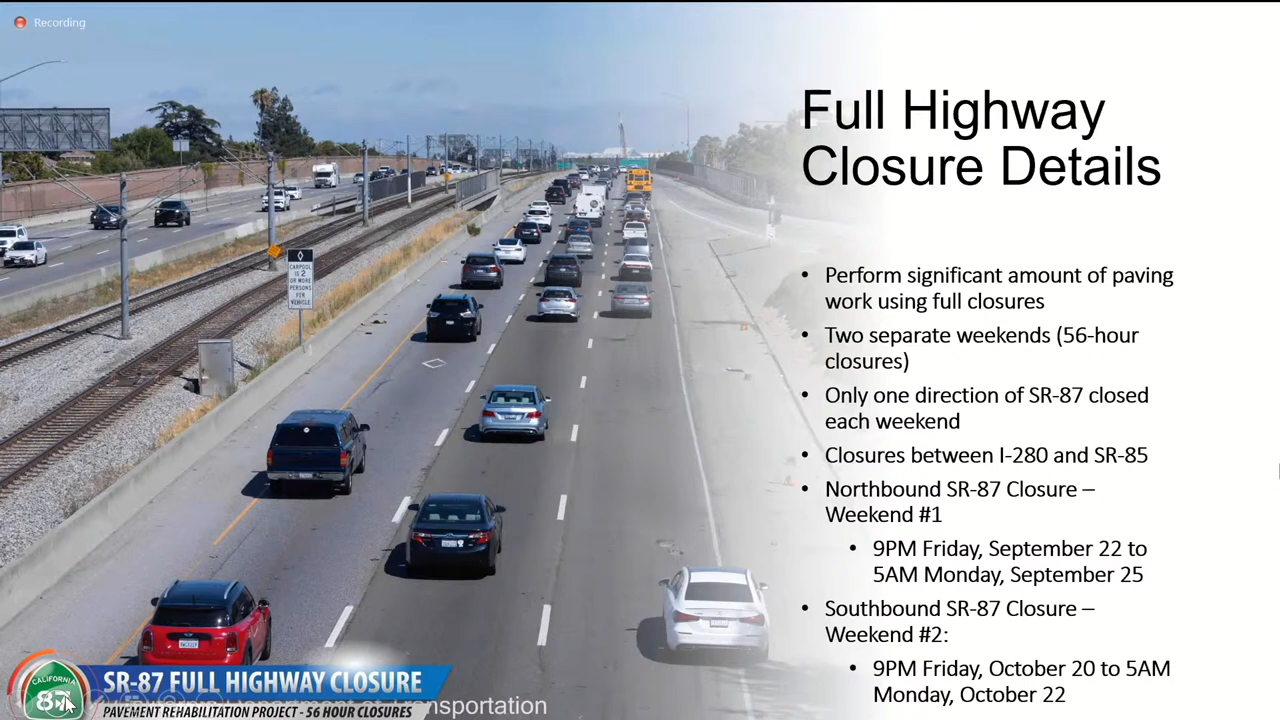 Recording
Full Highway
Closure Details
• Perform significant amount of paving
work using full closures
• Two separate weekends (56-hour
closures)
• Only one direction of SR-87 closed
each weekend
• Closures between I-280 and SR-85
• Northbound SR-87 Closure –
Weekend #1
• 9PM Friday, September 22 to
5AM Monday, September 25
• Southbound SR-87 Closure –
Weekend #2:
• 9PM Friday, October 20 to 5AM
Monday, October 22
CARPOOL
IS 2
OR MORE
PERSONS
PER
VEHICLE
CALIFORNIA
87
SR-87 FULL HIGHWAY CLOSURE
PAVEMENT REHABILITATION PROJECT - 56 HOUR CLOSURES
Transportation